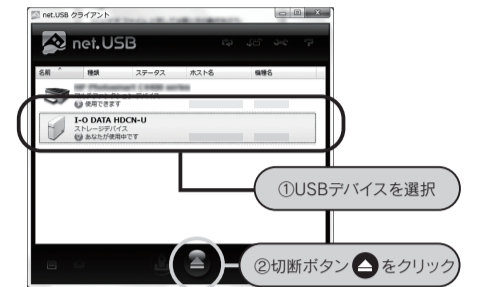 net.USB クライアント
net.USB
名前 種類 ステータス ホスト名 機種名
使用できます
I-O DATA HDCN-U
ストレージデバイス
あなたが使用中です
①USBデバイスを選択
②切断ボタン をクリック